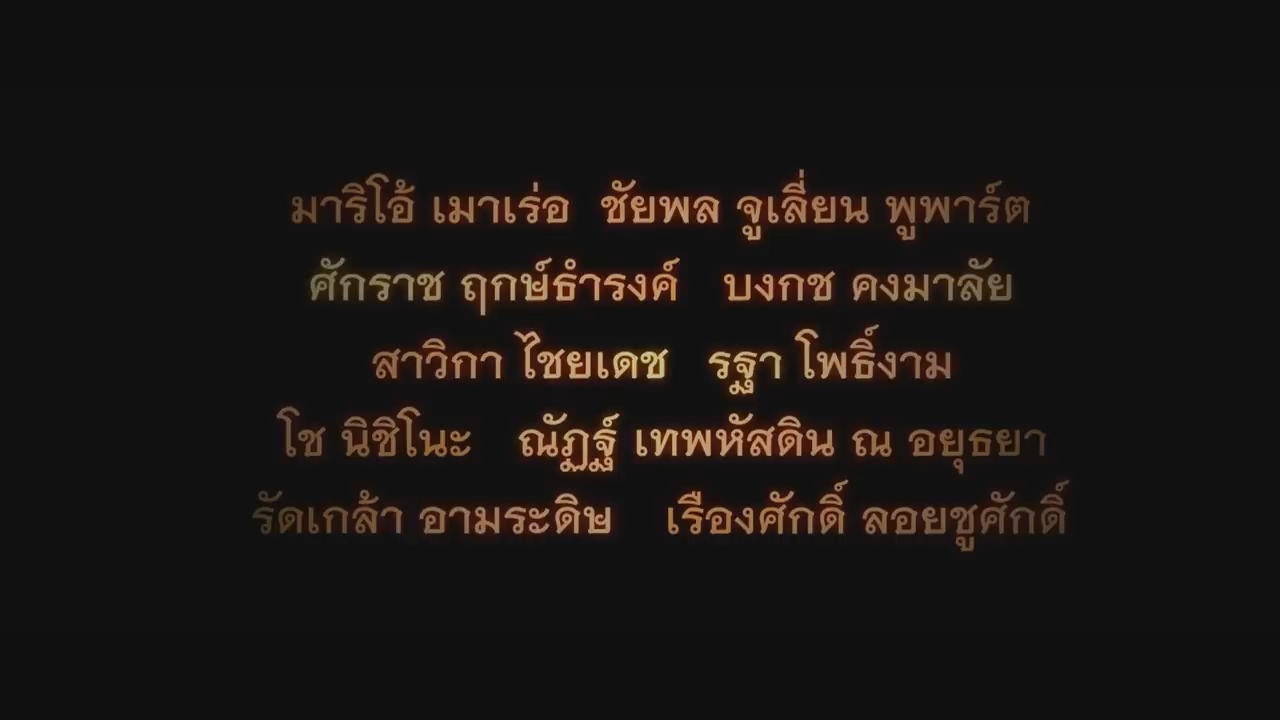 มาริโอ้ เมาเร่อ ชัยพล จูเลี่ยน พูพาร์ต
ศักราช ฤกษ์ธำรงค์ บงกช คงมาลัย
สาวิกา ไชยเดช รฐา โพธิ์งาม
โช นิชิโนะ ณัฏฐ์ เทพหัสดิน ณ อยุธยา
รัดเกล้า อามระดิษ เรืองศักดิ์ ลอยชูศักดิ์